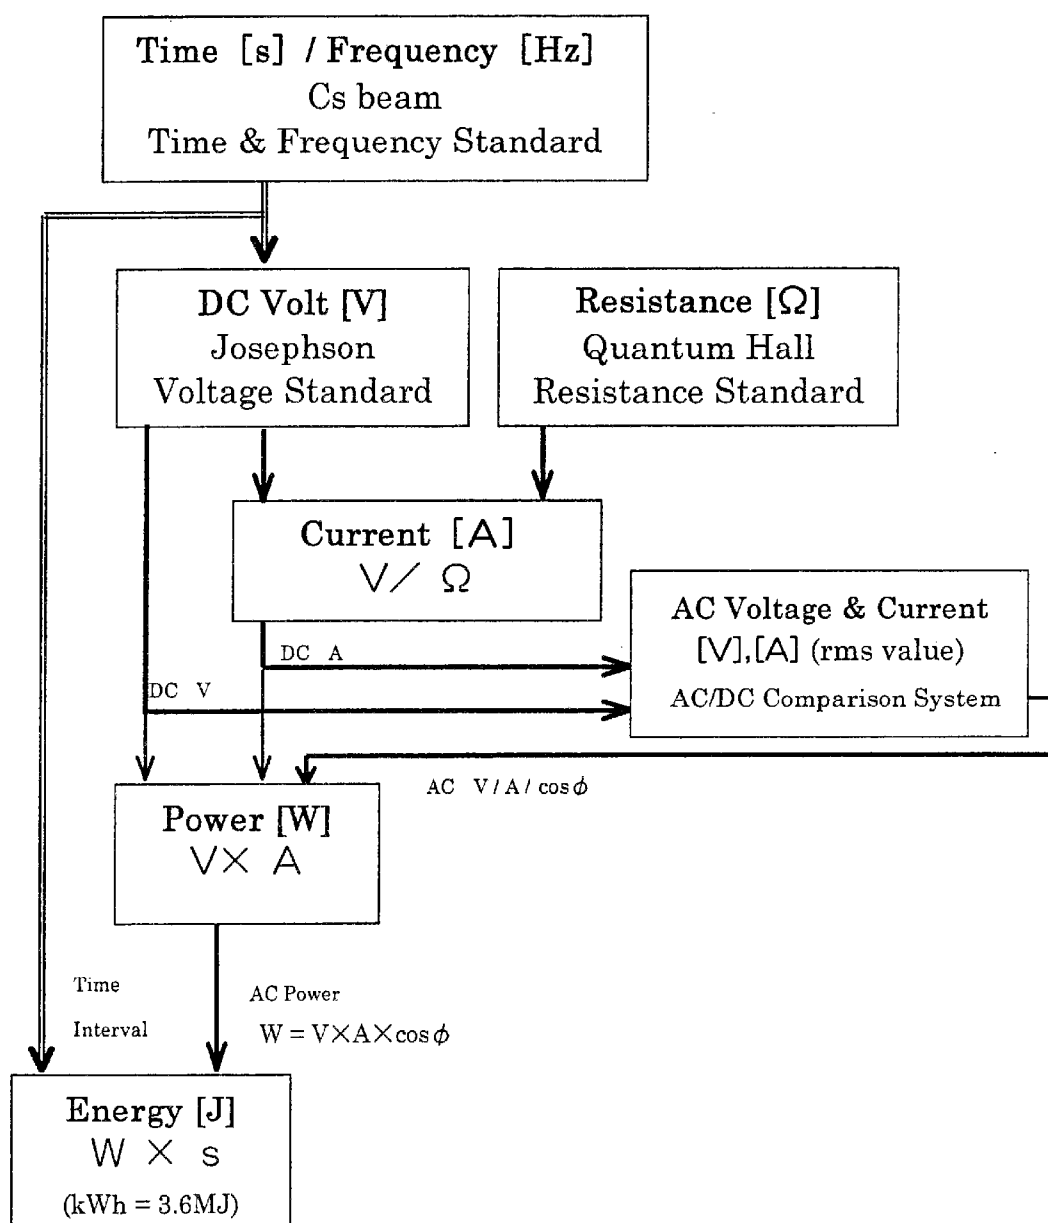 Time [s] / Frequency [Hz]
Cs beam
Time & Frequency Standard
DC Volt [V]
Josephson
Voltage Standard
Resistance [Ω]
Quantum Hall
Resistance Standard
Current [A]
V/ Ω
AC Voltage & Current
[V],[A] (rms value)
AC/DC Comparison System
DC A
DC V
AC V/A/cosϕ
Power [W]
V× A
Time
Interval
AC Power
W = V×A×cosϕ
Energy [J]
W × s
(kWh = 3.6MJ)